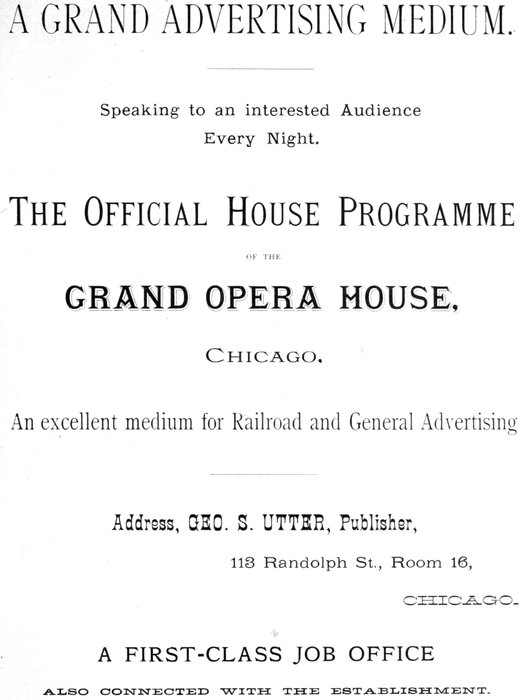 A GRAND ADVERTISING MEDIUM.
Speaking to an interested Audience
Every Night.
THE OFFICIAL HOUSE PROGRAMME
OF THE
GRAND OPERA HOUSE,
CHICAGO.
An excellent medium for Railroad and General Advertising
Address, GEO. S. UTTER, Publisher,
113 Randolph St., Room 16,
CHICAGO.
A FIRST-CLASS JOB OFFICE
ALSO CONNECTED WITH THE ESTABLISHMENT.